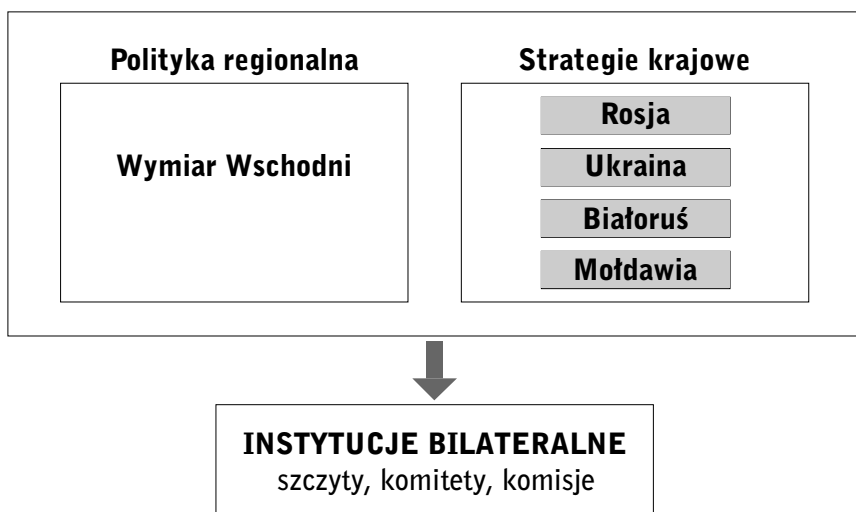 Polityka regionalna
Wymiar Wschodni
Strategie krajowe
Rosja
Ukraina
Białoruś
Mołdawia
INSTYTUCJE BILATERALNE
szczyty, komitety, komisje